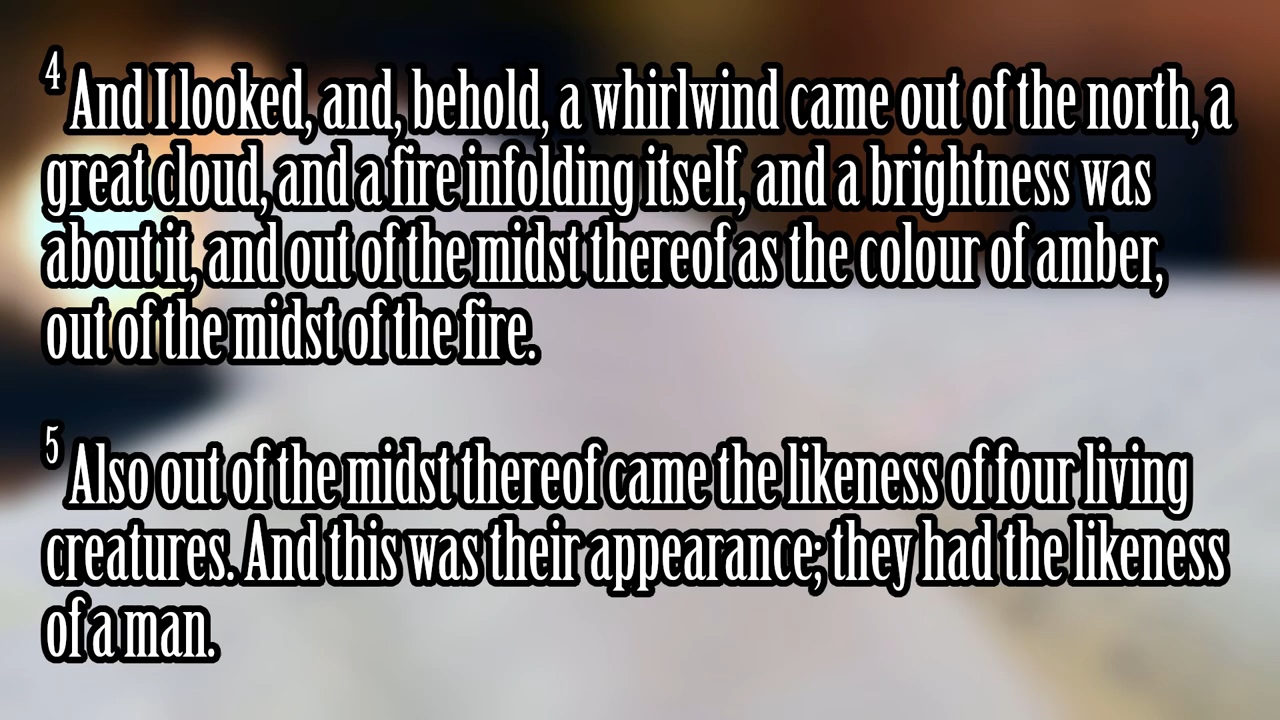 4 And I looked, and, behold, a whirlwind came out of the north, a
great cloud, and a fire infolding itself, and a brightness was
about it, and out of the midst thereof as the colour of amber,
out of the midst of the fire.
5 Also out of the midst thereof came the likeness of four living
creatures. And this was their appearance; they had the likeness
of a man.